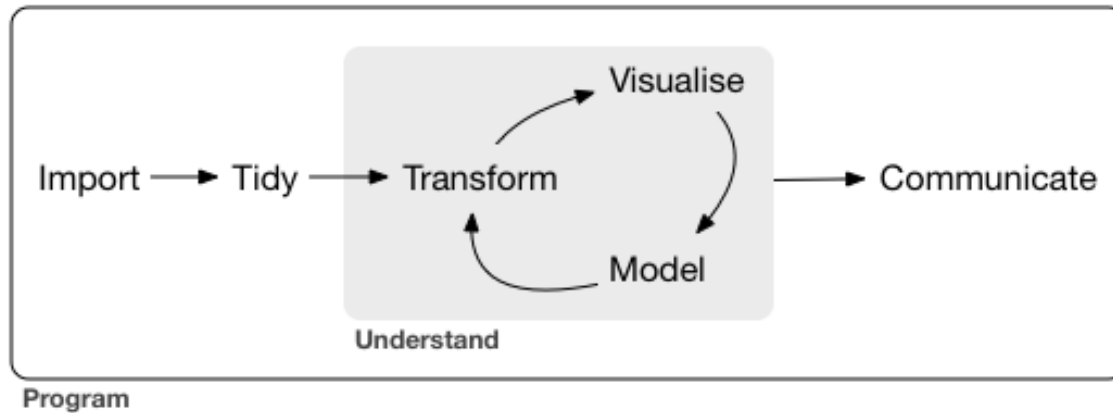 Visualise
Import Tidy Transform Communicate
Model
Understand
Program